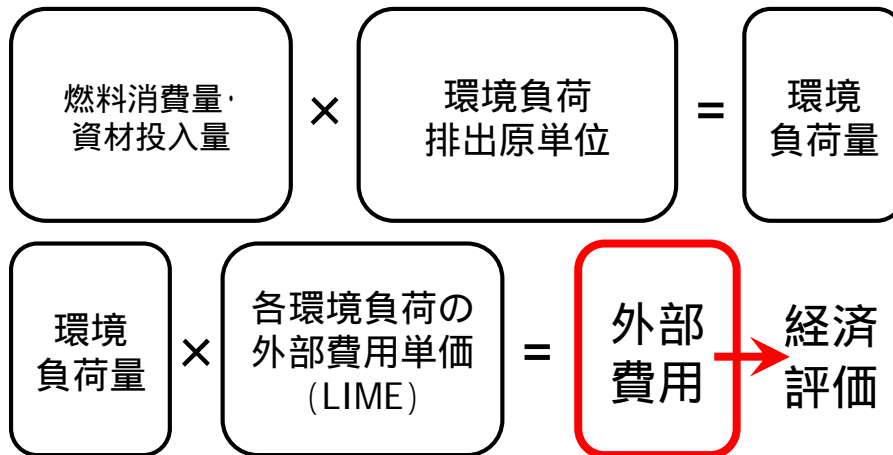 燃料消費量・
資材投入量
×
環境負荷
排出原単位
=
環境
負荷量
環境
負荷量
×
各環境負荷の
外部費用単価
(LIME)
=
外部
費用
経済
評価